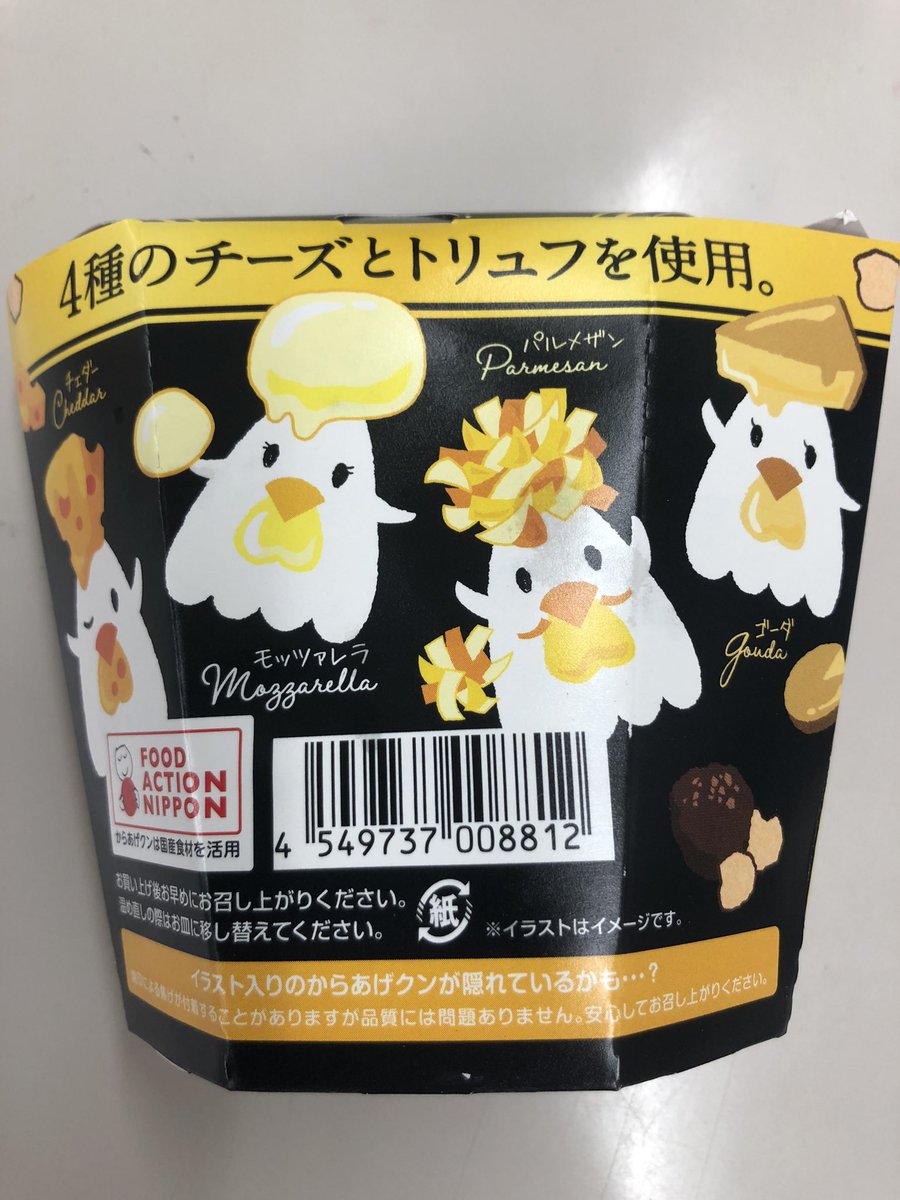 4種のチーズとトリュフを使用。
チェダー
Cheddar
パルメザン
Parmesan
モッツァレラ
Mozzarella
ゴーダ
gouda
FOOD
ACTION
NIPPON
からあげクンは国産食材を活用
4 549737 008812
お買い上げ後お早めにお召し上がりください。
温め直しの際はお皿に移し替えてください。
紙
※イラストはイメージです。
イラスト入りのからあげクンが隠れているかも…?
による焦げが付着することがありますが品質には問題ありません。安心してお召し上がりください。